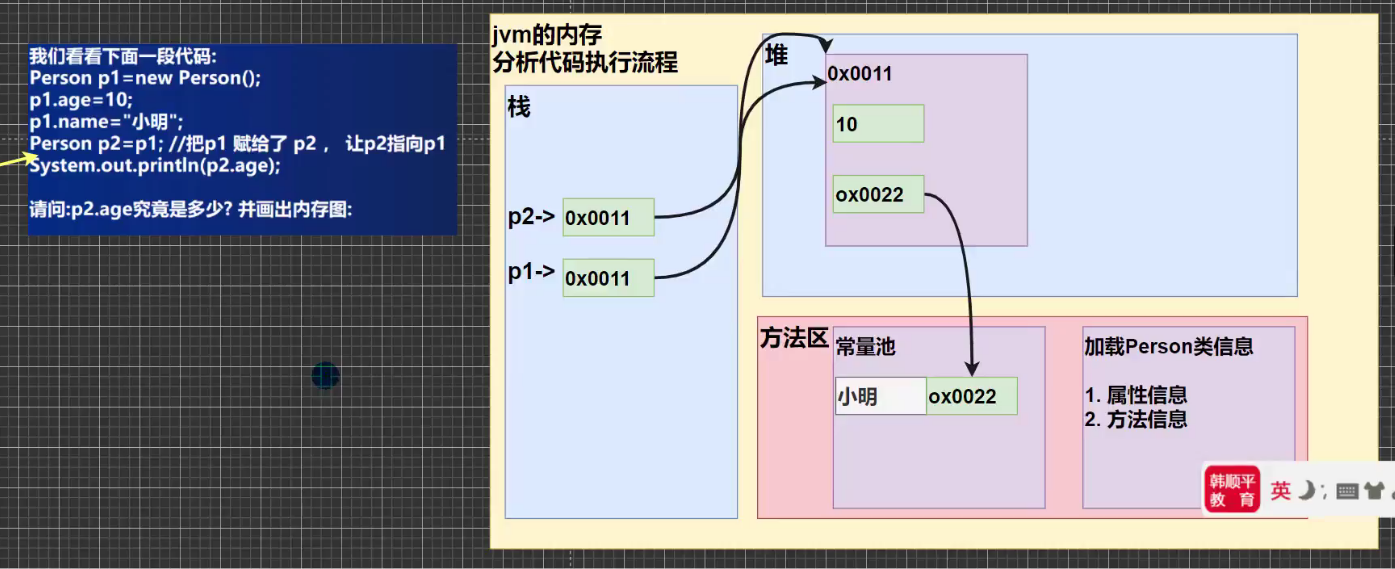 我们看看下面一段代码:
Person p1=new Person();
p1.age=10;
p1.name="小明";
Person p2=p1; //把p1 赋给了 p2 , 让p2指向p1
System.out.println(p2.age);
请问:p2.age究竟是多少? 并画出内存图:
jvm的内存
分析代码执行流程
栈
p2-> 0x0011
p1-> 0x0011
堆
0x0011
10
ox0022
方法区
常量池
小明 ox0022
加载Person类信息
1. 属性信息
2. 方法信息
韩顺平
教 育
英